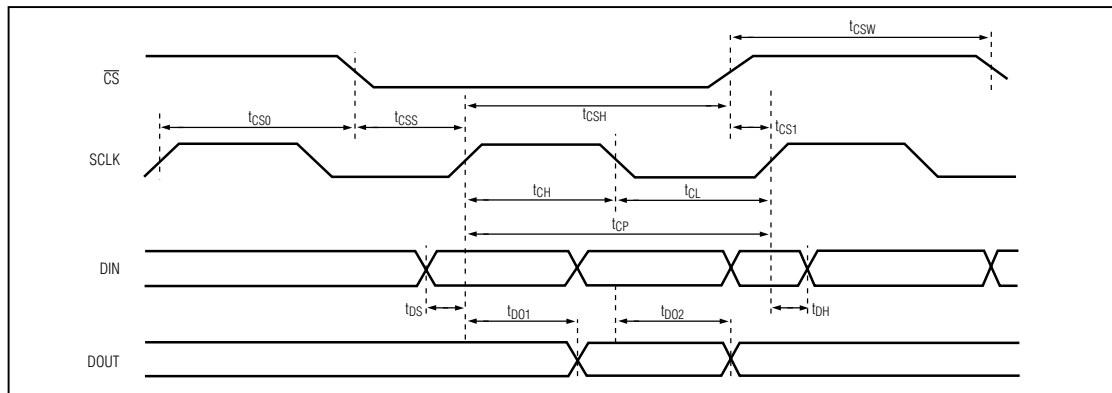 tCSW
CS
tCS0 tCSS tCSH tCS1
SCLK
tCH tCL
tCP
DIN
tDS tDO1 tDO2 tDH
DOUT